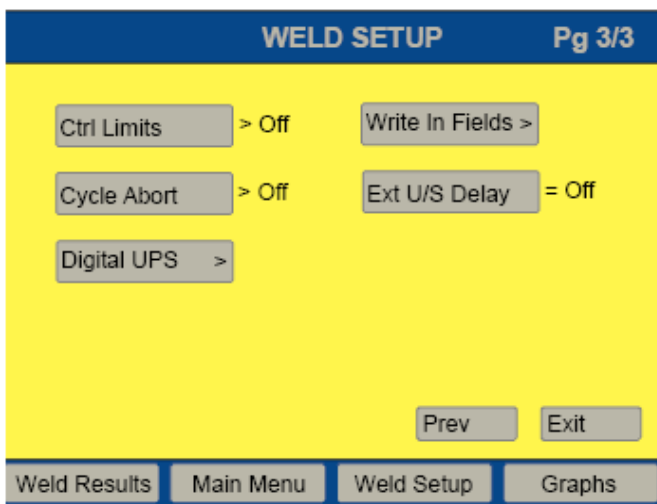 WELD SETUP Pg 3/3
Ctrl Limits > Off Write In Fields >
Cycle Abort > Off Ext U/S Delay = Off
Digital UPS >
Prev Exit
Weld Results Main Menu Weld Setup Graphs